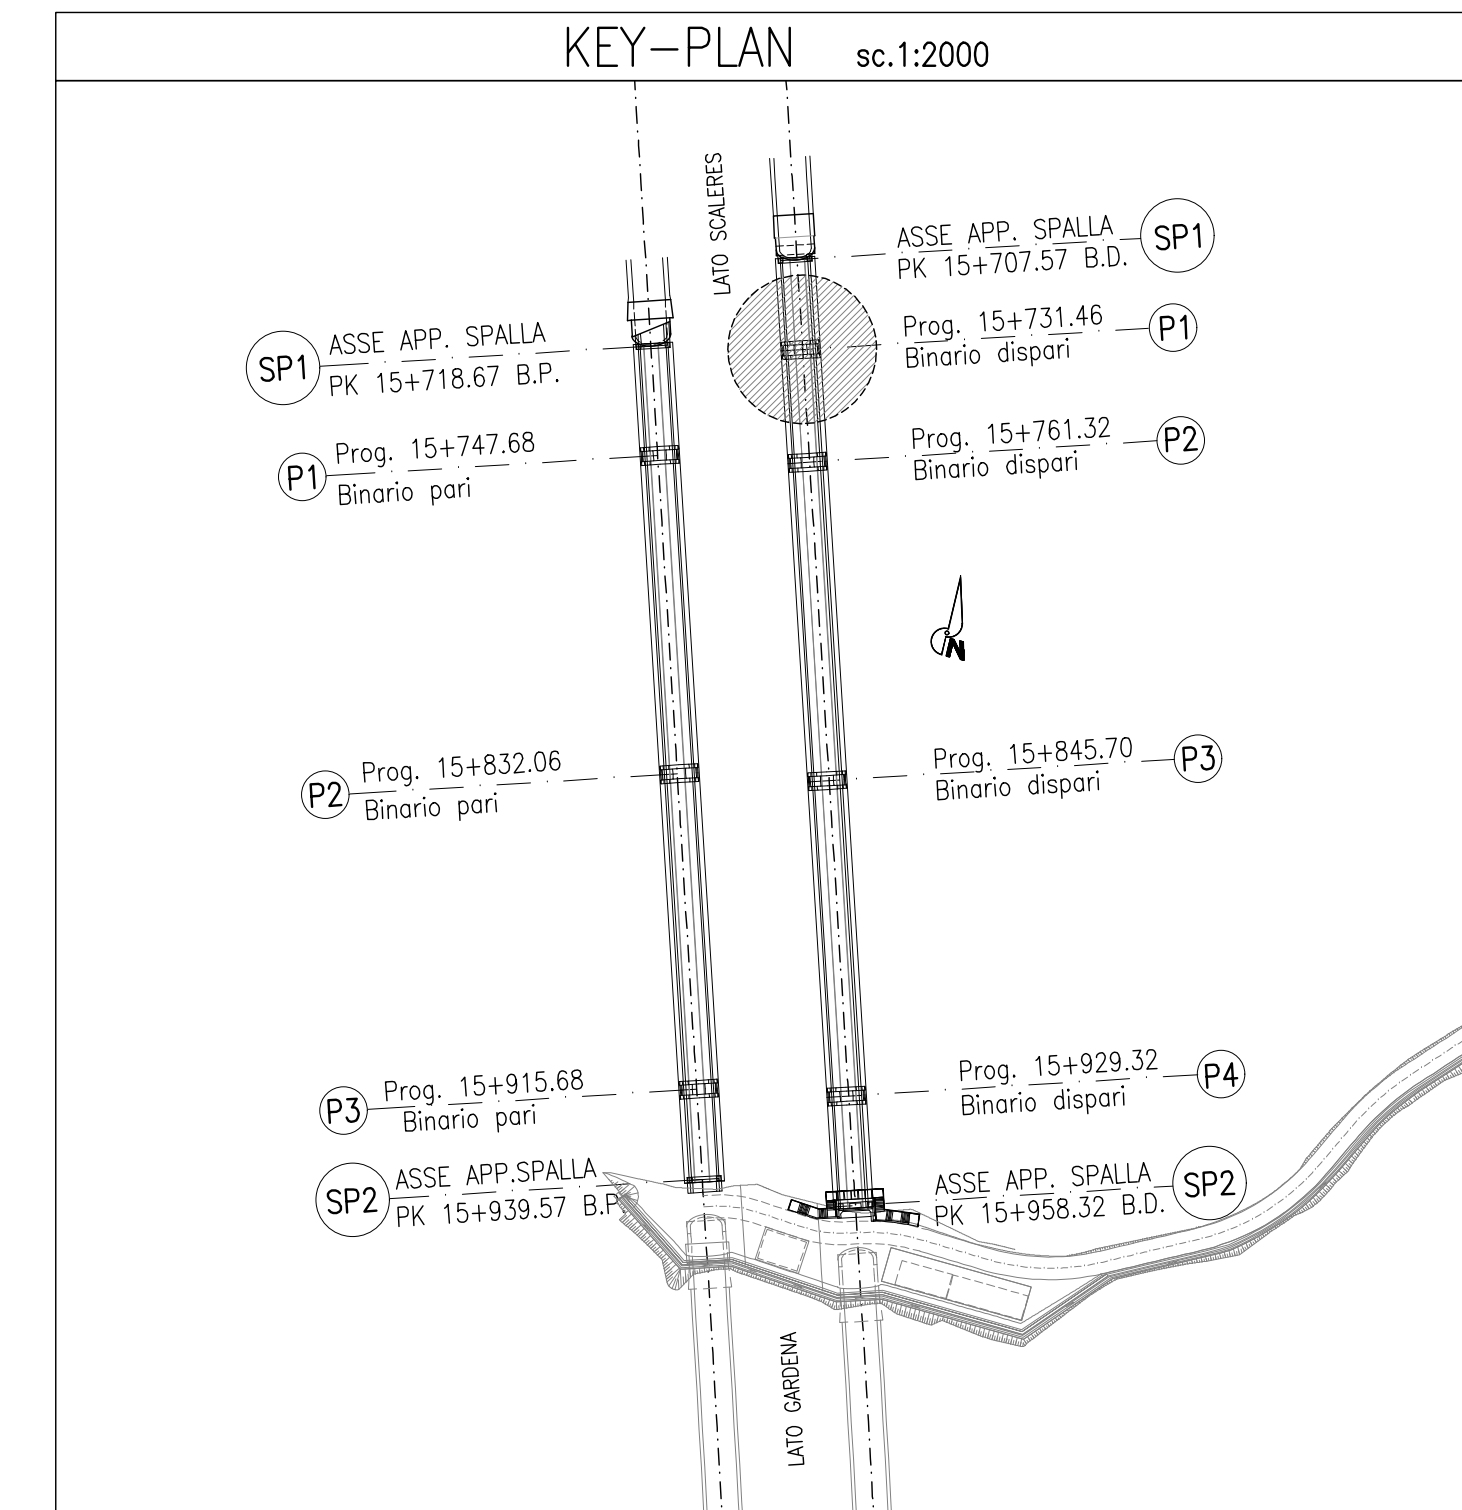 KEY-PLAN sc.1:2000
LATO SCALERES
ASSE APP. SPALLA
PK 15+707.57 B.D.
SP1
Prog. 15+731.46
Binario dispari
P1
SP1
ASSE APP. SPALLA
PK 15+718.67 B.P.
P1
Prog. 15+747.68
Binario pari
Prog. 15+761.32
Binario dispari
P2
N
P2
Prog. 15+832.06
Binario pari
Prog. 15+845.70
Binario dispari
P3
P3
Prog. 15+915.68
Binario pari
Prog. 15+929.32
Binario dispari
P4
SP2
ASSE APP.SPALLA
PK 15+939.57 B.P
ASSE APP. SPALLA
PK 15+958.32 B.D.
SP2
LATO GARDENA